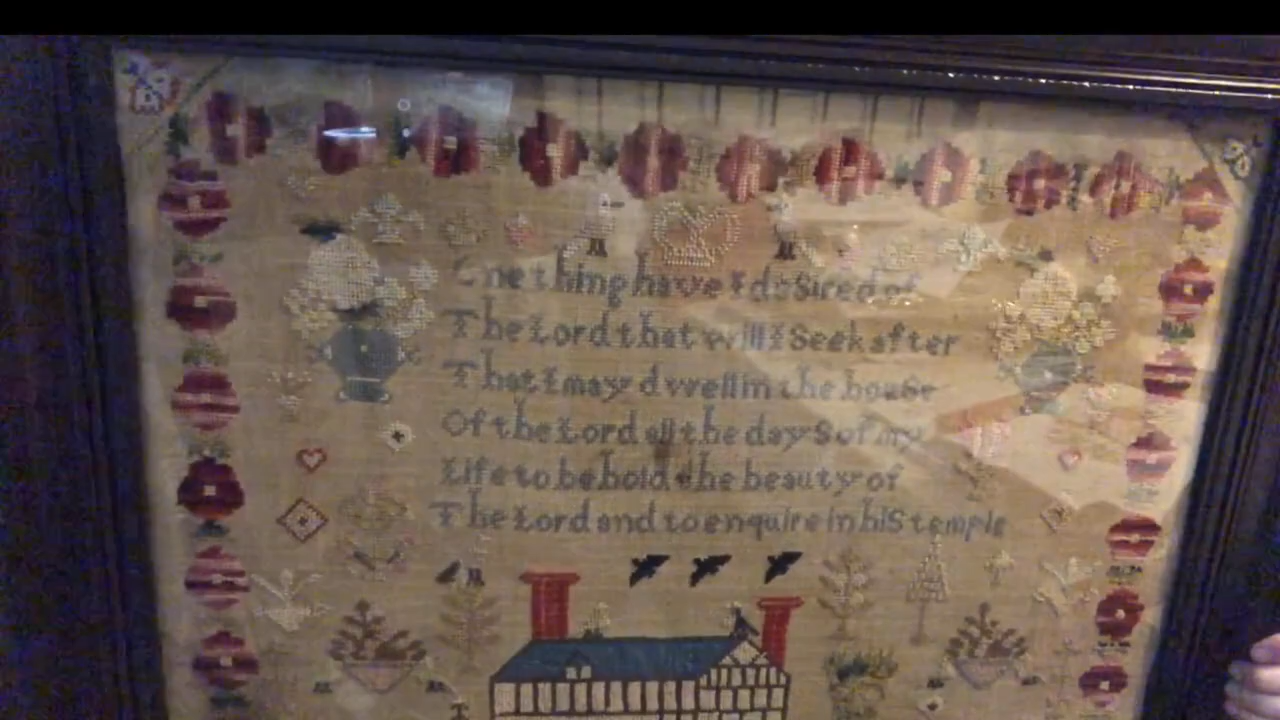 One thing have I desired of
The Lord that will I Seek after
That I may dwell in the house
Of the Lord all the days of my
Life to behold the beauty of
The Lord and to enquire in hiS temple